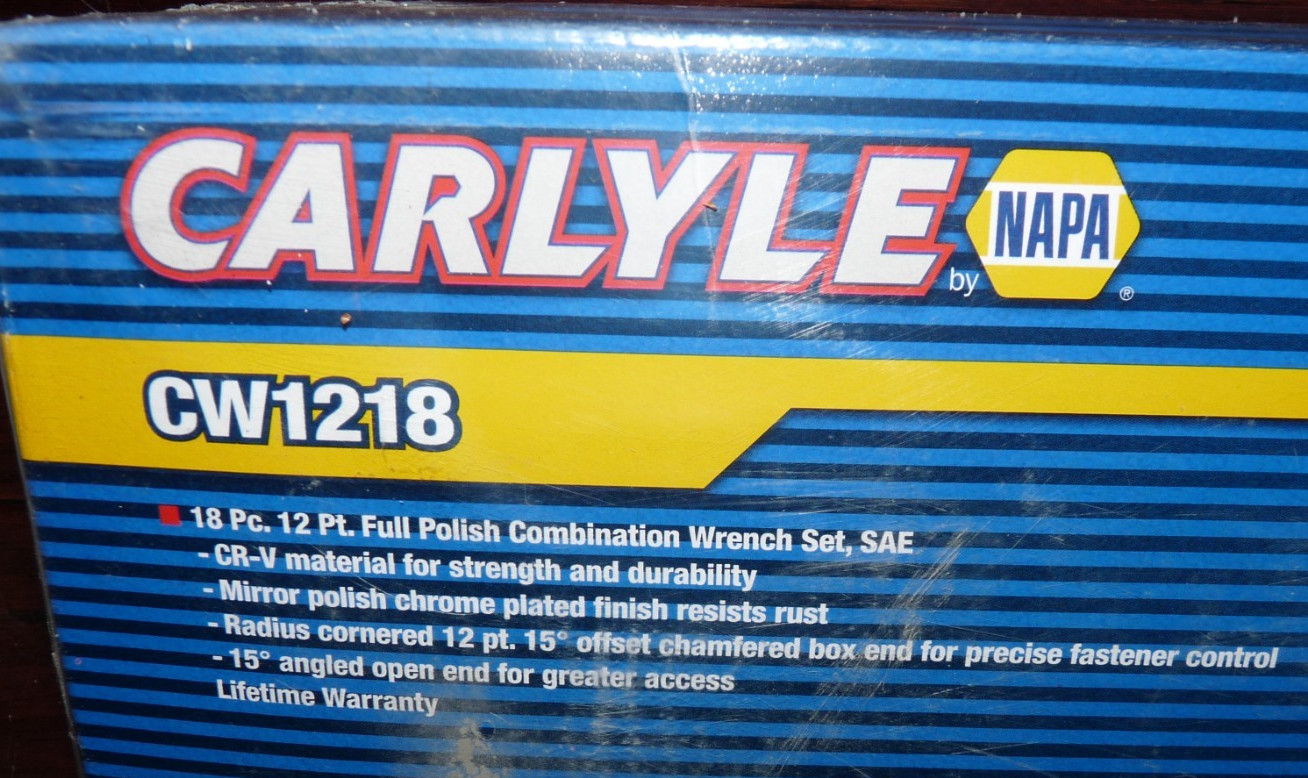 CARLYLE
by NAPA ®
CW1218
18 Pc. 12 Pt. Full Polish Combination Wrench Set, SAE
- CR-V material for strength and durability
- Mirror polish chrome plated finish resists rust
- Radius cornered 12 pt. 15° offset chamfered box end for precise fastener control
- 15° angled open end for greater access
Lifetime Warranty